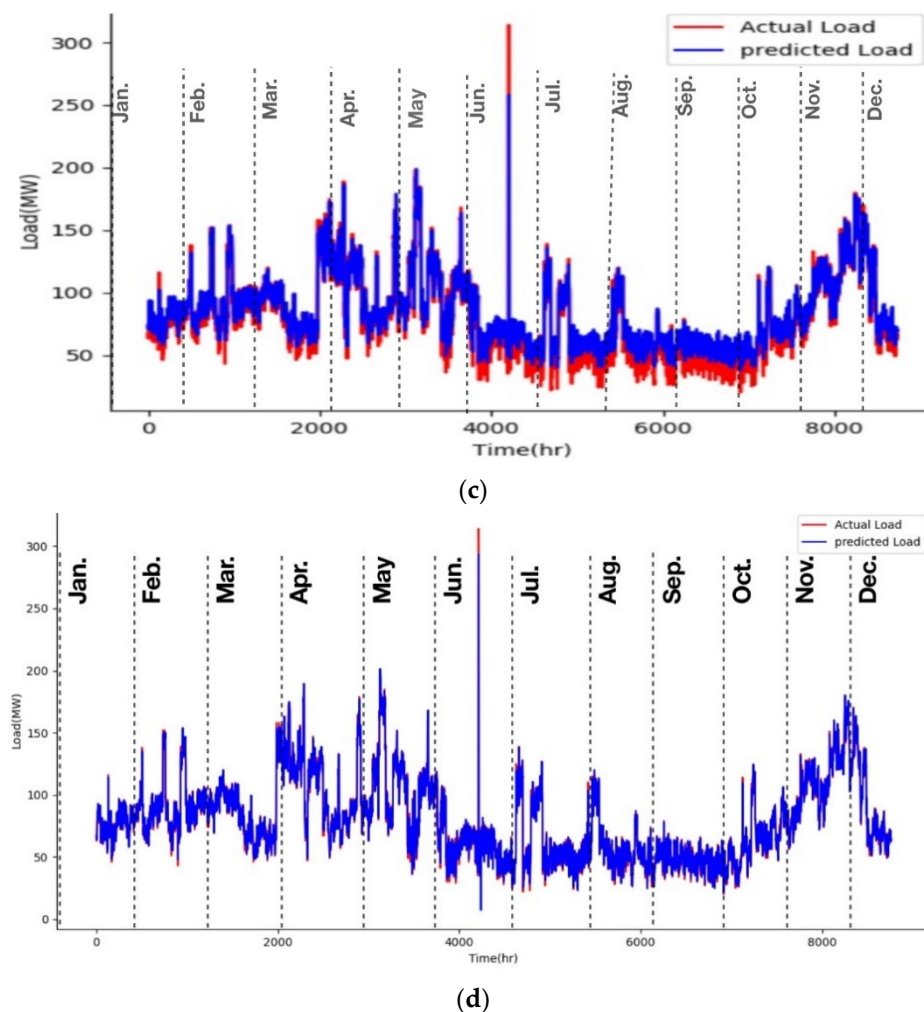 Actual Load
predicted Load
300
250
200
150
100
50
Load(MW)
Jan.
Feb.
Mar.
Apr.
May
Jun.
Jul.
Aug.
Sep.
Oct.
Nov.
Dec.
0 2000 4000 6000 8000
Time(hr)
(c)
Actual Load
predicted Load
300
250
200
150
100
50
0
Load(MW)
Jan.
Feb.
Mar.
Apr.
May
Jun.
Jul.
Aug.
Sep.
Oct.
Nov.
Dec.
0 2000 4000 6000 8000
Time(hr)
(d)